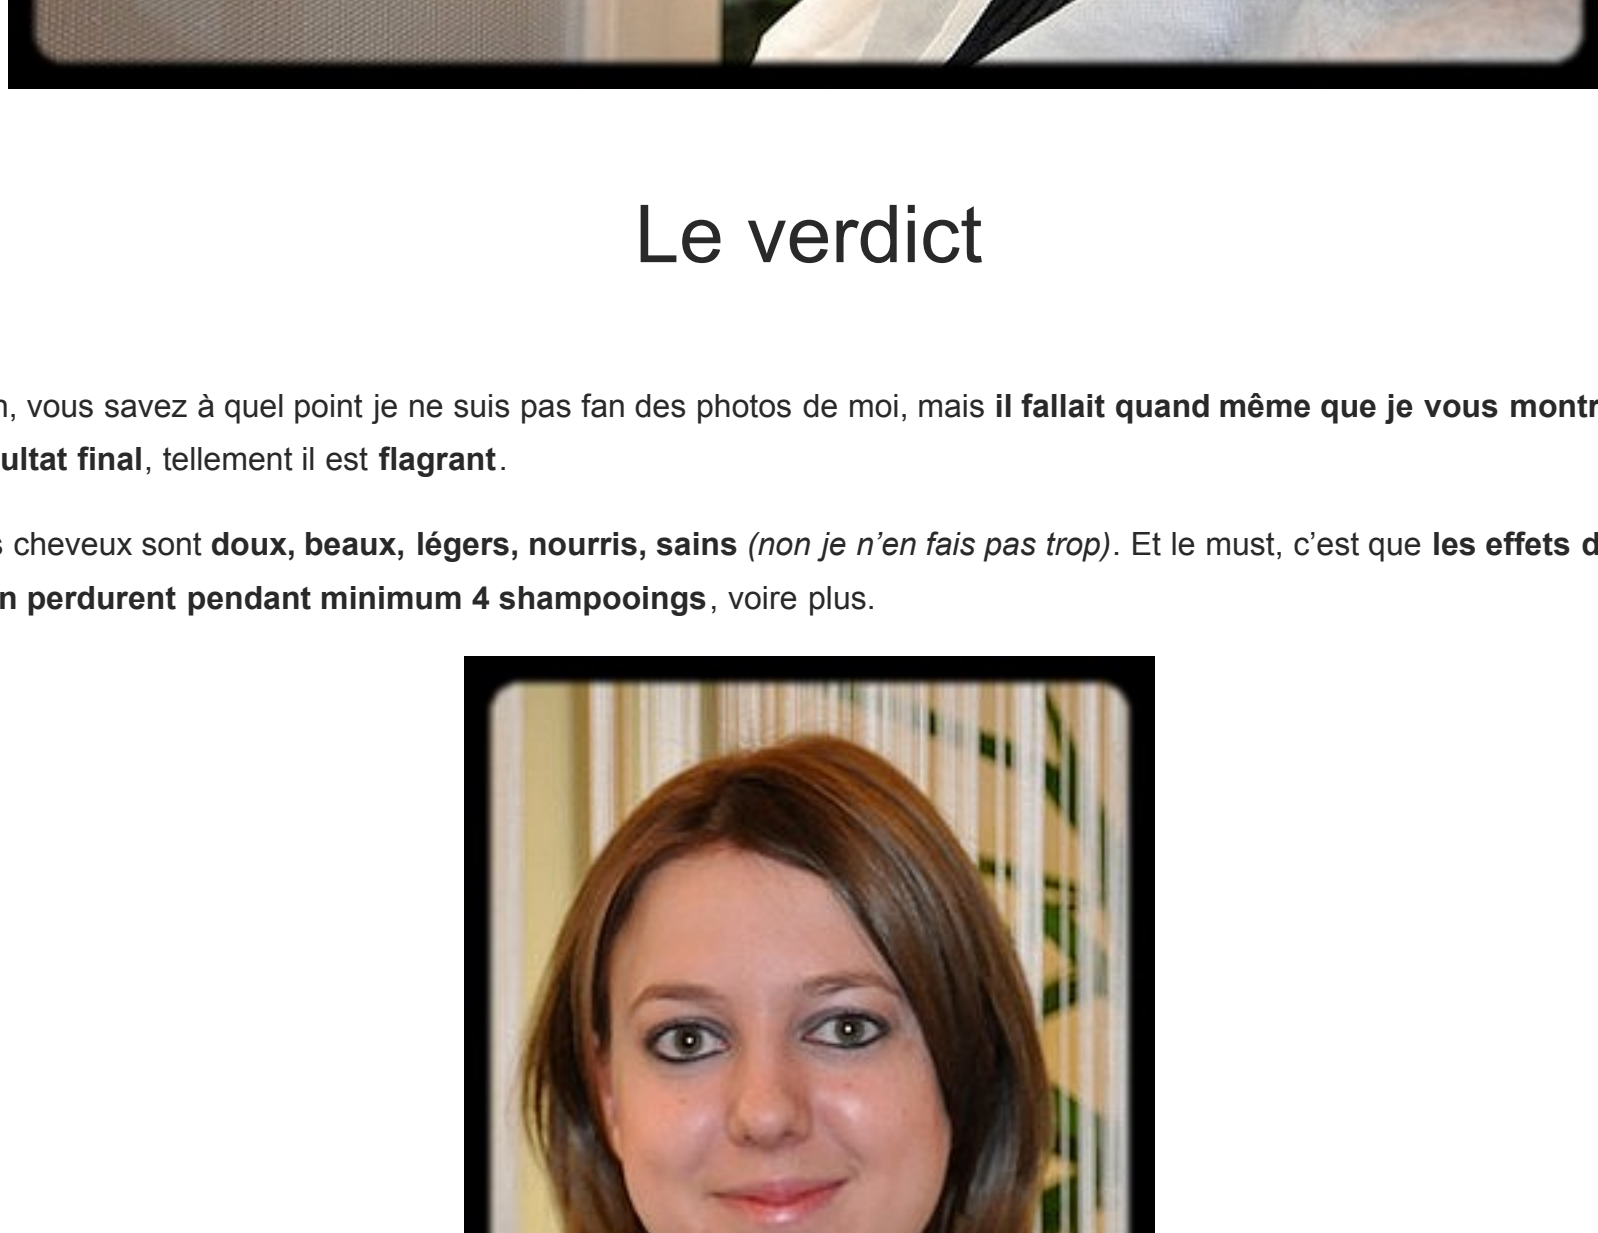 Le verdict
, vous savez à quel point je ne suis pas fan des photos de moi, mais il fallait quand même que je vous montr
ultat final, tellement il est flagrant.
s cheveux sont doux, beaux, légers, nourris, sains (non je n’en fais pas trop). Et le must, c’est que les effets d
n perdurent pendant minimum 4 shampooings, voire plus.